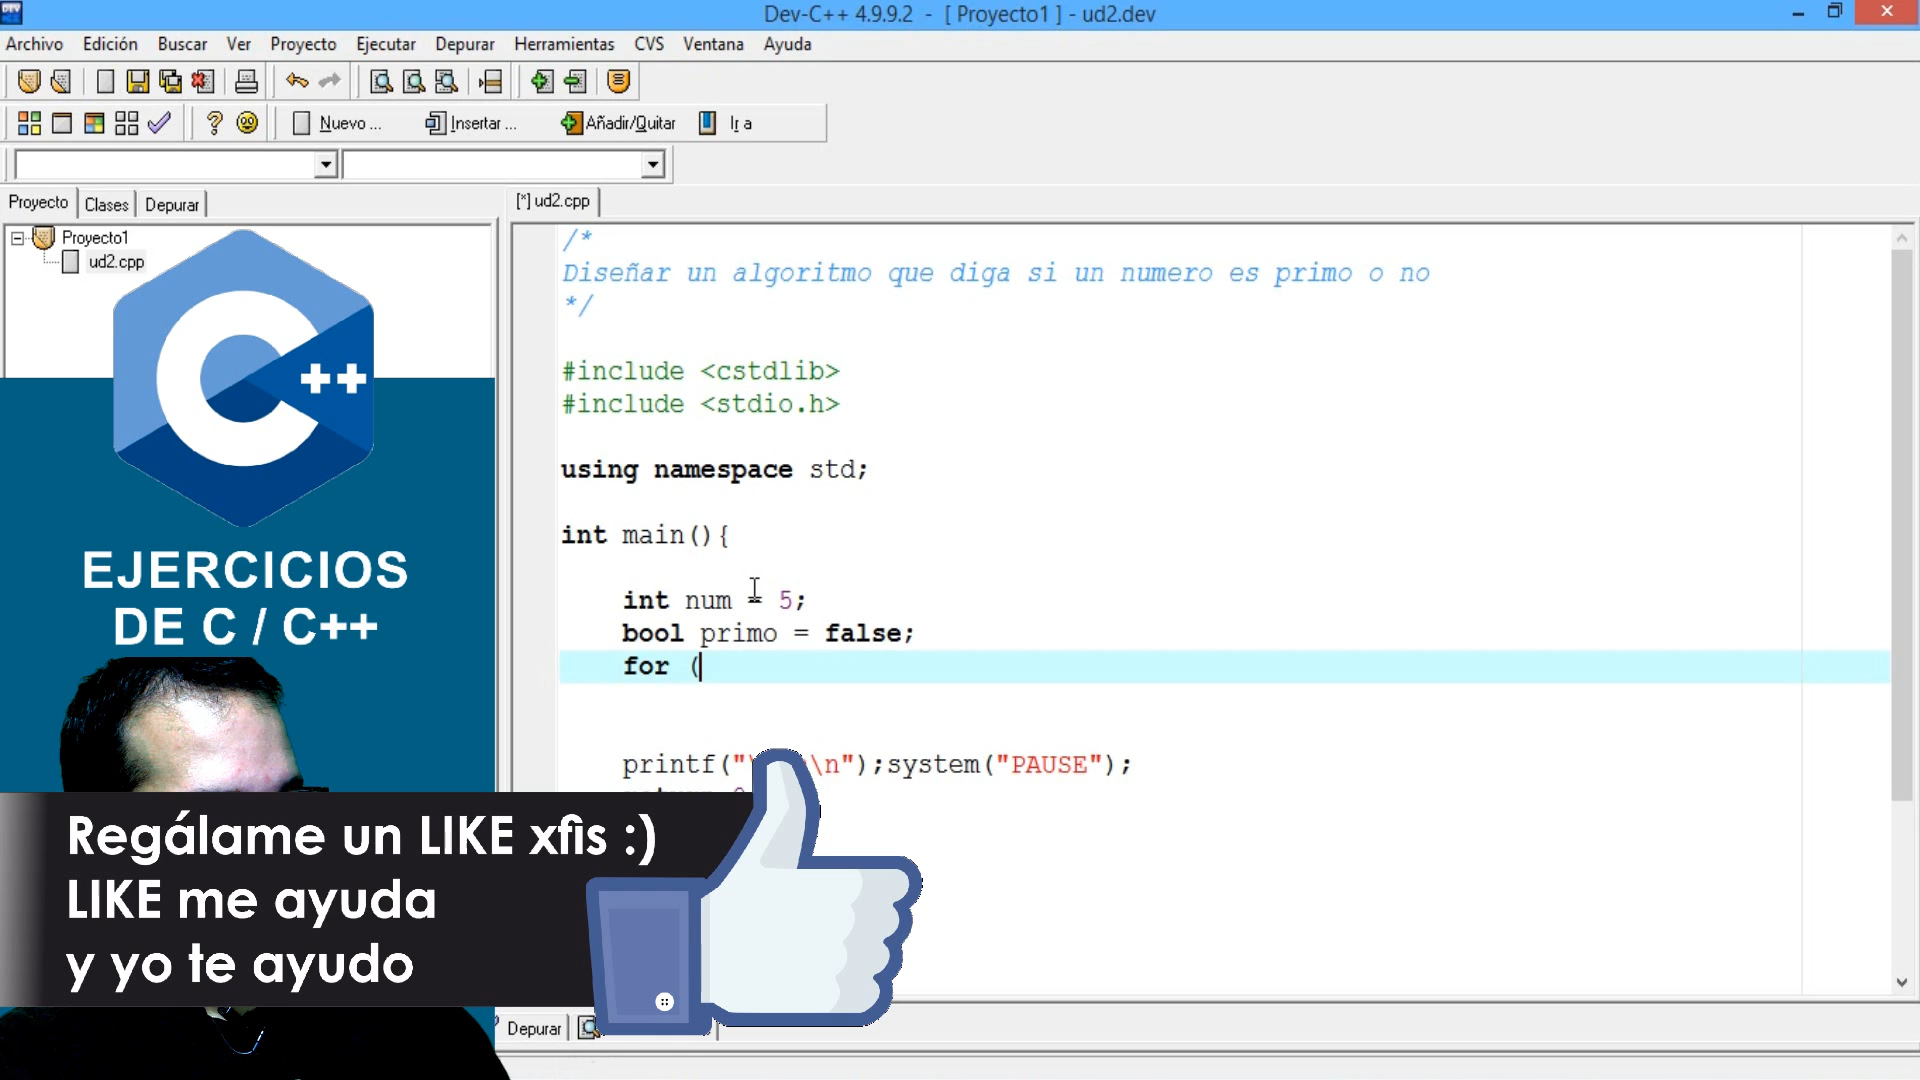 Dev-C++ 4.9.9.2 - [ Proyecto1 ] - ud2.dev
Archivo Edición Buscar Ver Proyecto Ejecutar Depurar Herramientas CVS Ventana Ayuda
Nuevo ... Insertar ... Añadir/Quitar Ir a
Proyecto Clases Depurar
[*] ud2.cpp
Proyecto1
ud2.cpp
/*
Diseñar un algoritmo que diga si un numero es primo o no
*/
#include <cstdlib>
#include <stdio.h>
using namespace std;
int main(){
int num = 5;
bool primo = false;
for (
printf("\ \n");system("PAUSE");
++
EJERCICIOS
DE C / C++
Regálame un LIKE xfis :)
LIKE me ayuda
y yo te ayudo
Depurar